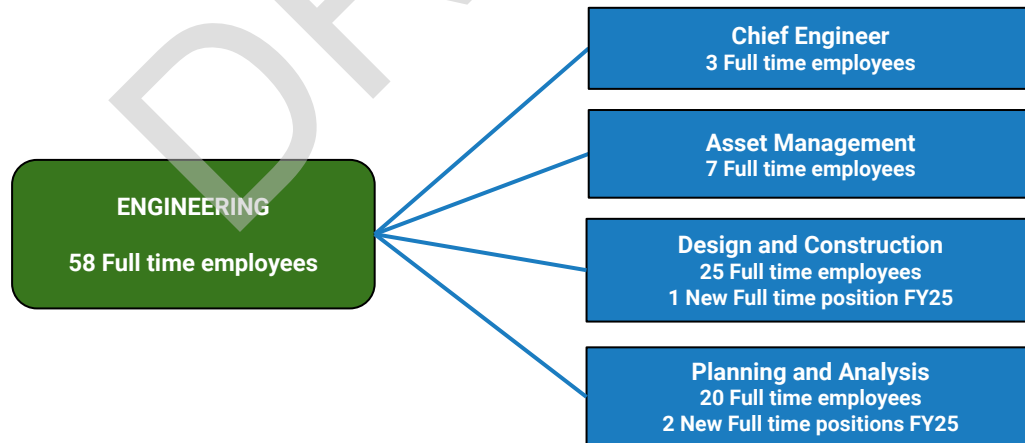 ENGINEERING
58 Full time employees
Chief Engineer
3 Full time employees
Asset Management
7 Full time employees
Design and Construction
25 Full time employees
1 New Full time position FY25
Planning and Analysis
20 Full time employees
2 New Full time positions FY25